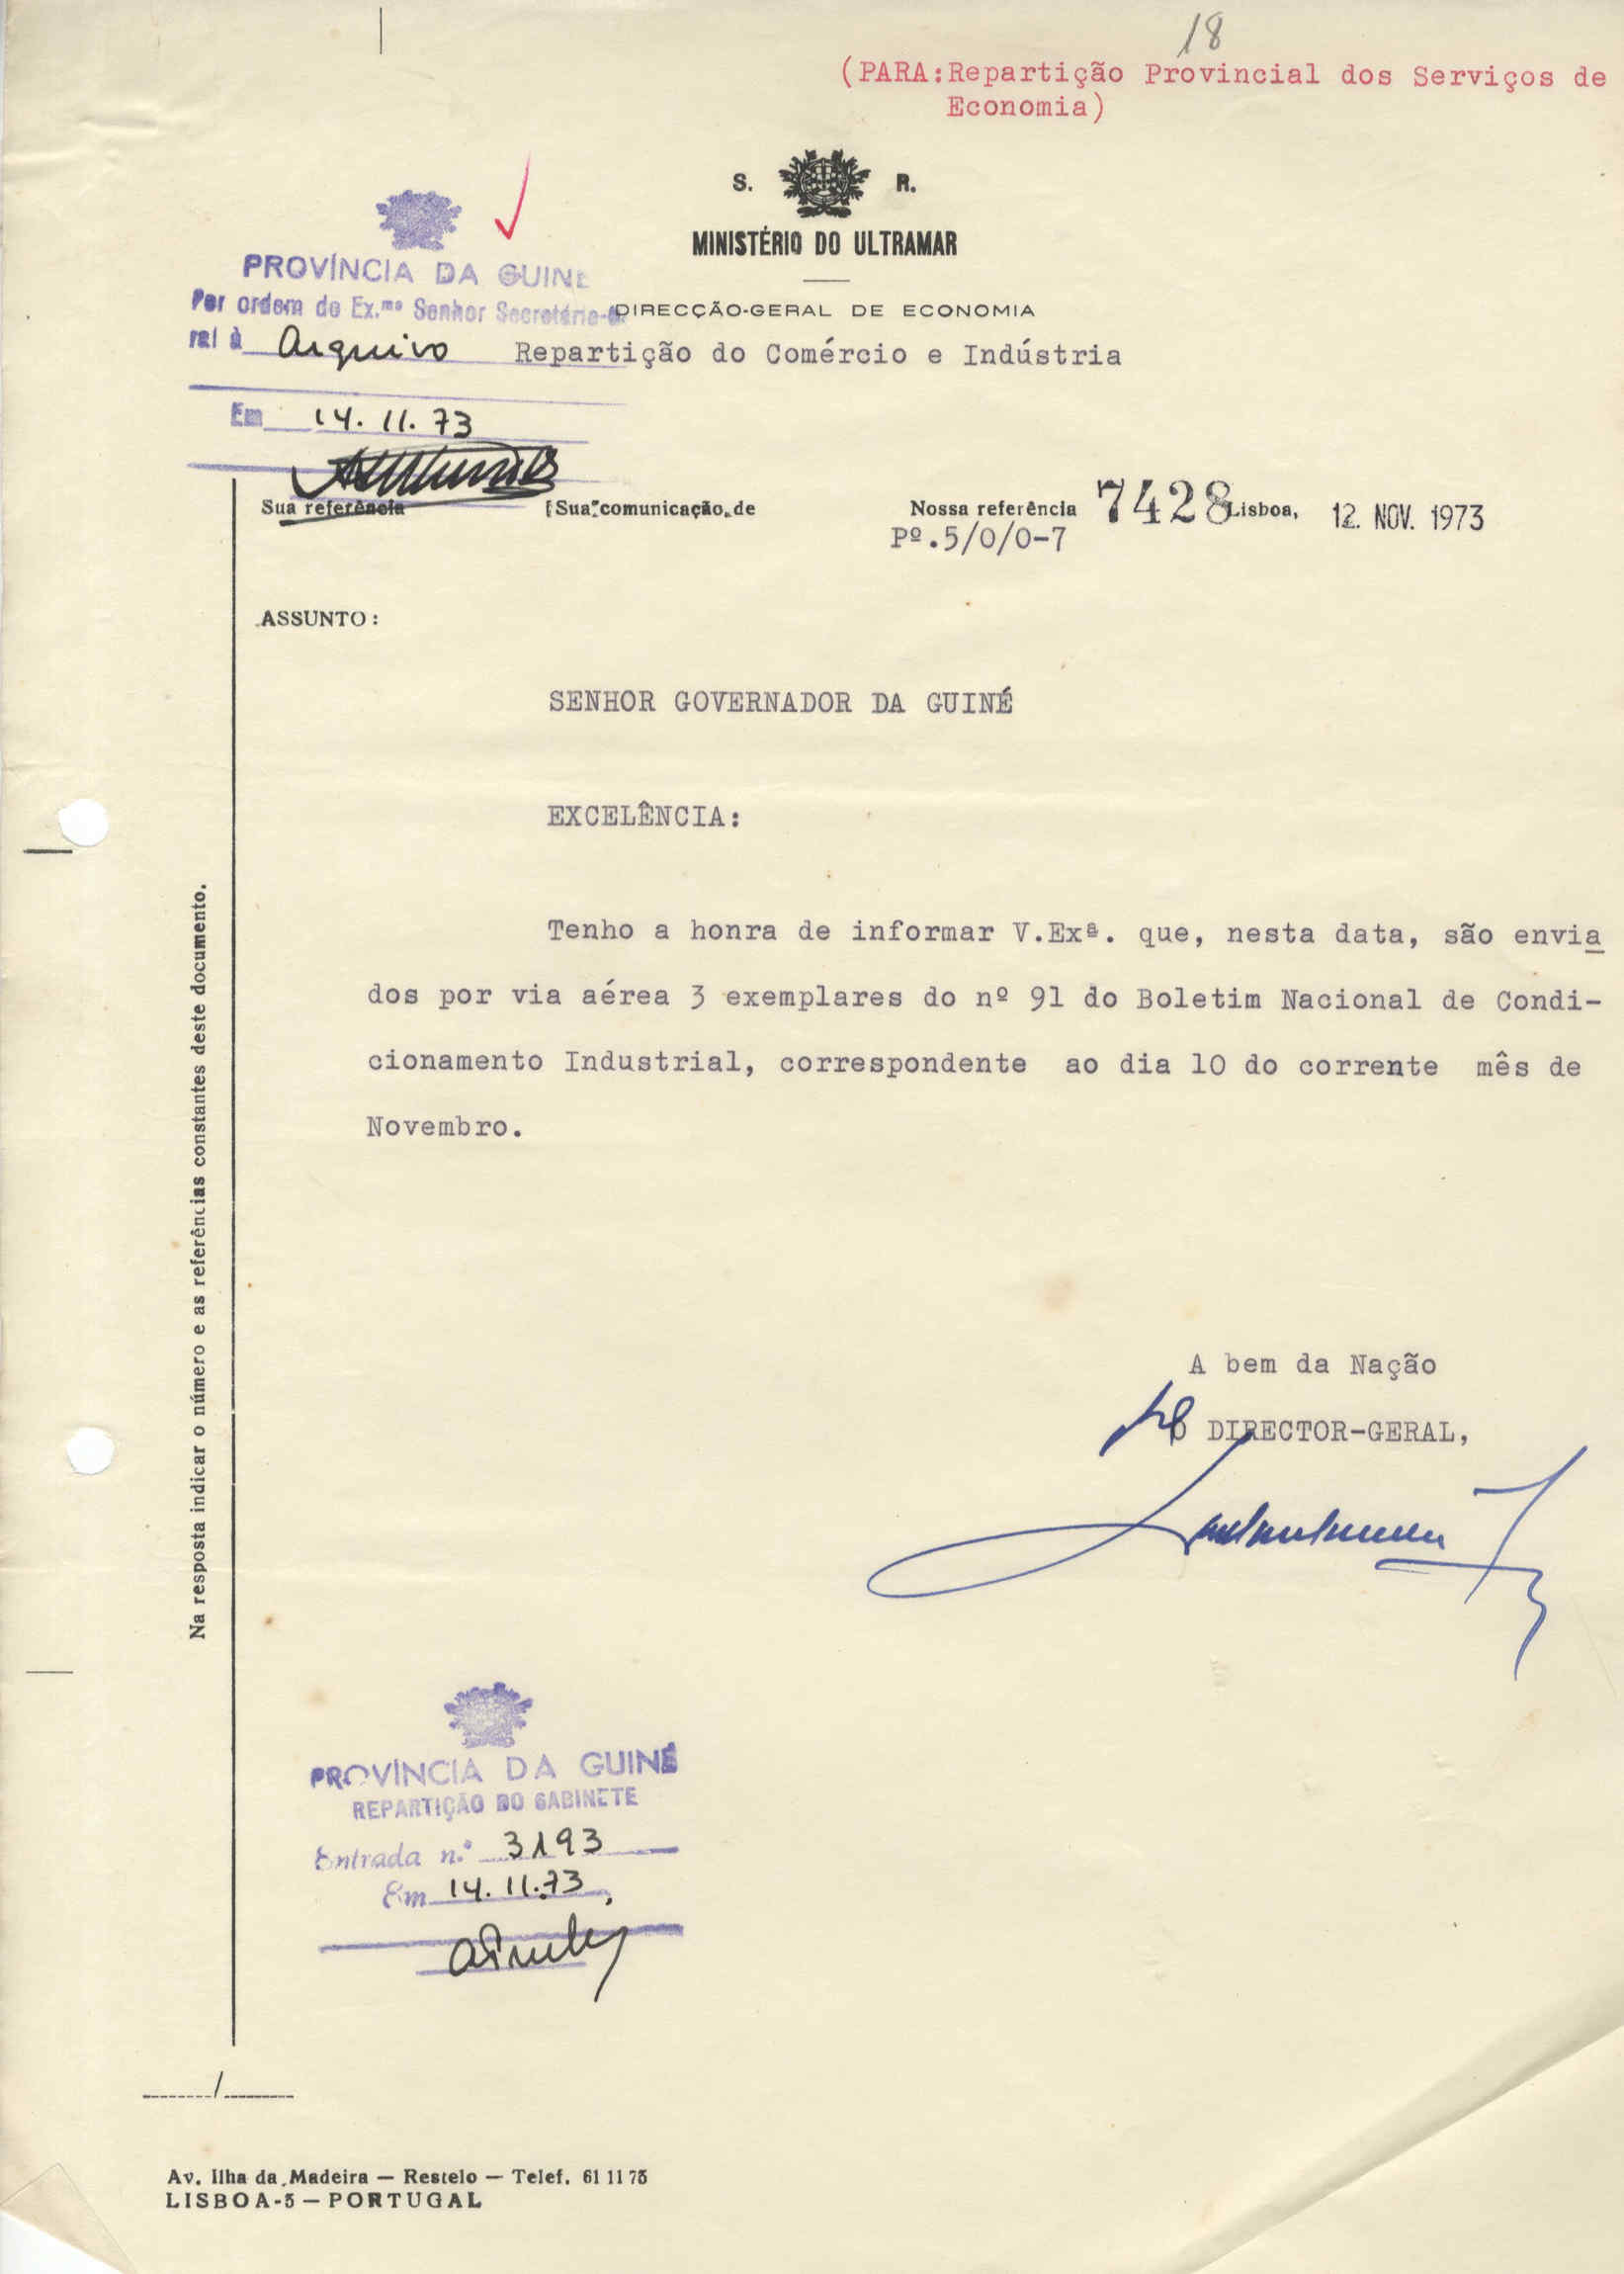 18
(PARA:Repartição Provincial dos Serviços de
Economia)
S. R.
MINISTÉRIO DO ULTRAMAR
DIRECÇÃO-GERAL DE ECONOMIA
Repartição do Comércio e Indústria
PROVÍNCIA DA GUINÉ
Por ordem do Ex.mo Senhor Secretário-G
ral à Arquivo
Em 14.11.73
Sua referência
Sua comunicação de
Nossa referência 7428 Lisboa, 12. NOV. 1973
Pº.5/0/0-7
ASSUNTO:
SENHOR GOVERNADOR DA GUINÉ
EXCELÊNCIA:
Tenho a honra de informar V.Exª. que, nesta data, são envia
dos por via aérea 3 exemplares do nº 91 do Boletim Nacional de Condi-
cionamento Industrial, correspondente ao dia 10 do corrente mês de
Novembro.
A bem da Nação
O DIRECTOR-GERAL,
Na resposta indicar o número e as referências constantes deste documento.
PROVÍNCIA DA GUINÉ
REPARTIÇÃO DO GABINETE
Entrada n.º 3193
Em 14.11.73
/
Av. Ilha da Madeira — Restelo — Telef. 61 11 75
LISBOA-5 — PORTUGAL